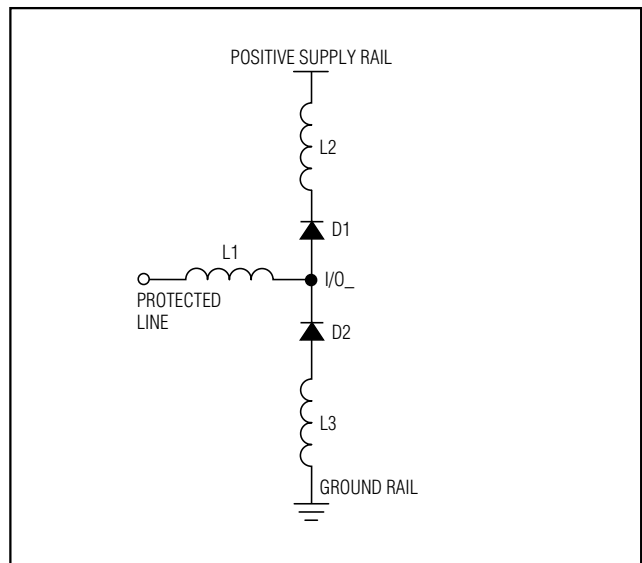 POSITIVE SUPPLY RAIL
L2
D1
L1
I/O_
PROTECTED
LINE
D2
L3
GROUND RAIL